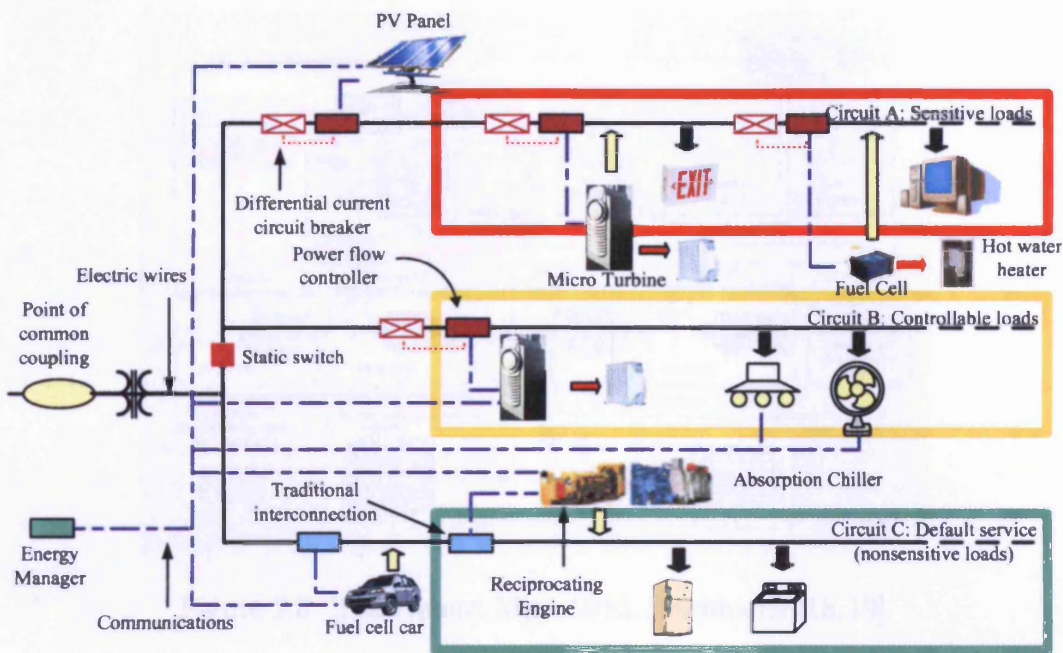 PV Panel
Circuit A: Sensitive loads
EXIT
Differential current
circuit breaker
Power flow
controller
Electric wires
Micro Turbine
Fuel Cell
Hot water
heater
Point of
common
coupling
Circuit B: Controllable loads
Static switch
Traditional
interconnection
Absorption Chiller
Circuit C: Default service
(nonsensitive loads)
Energy
Manager
Reciprocating
Engine
Communications
Fuel cell car